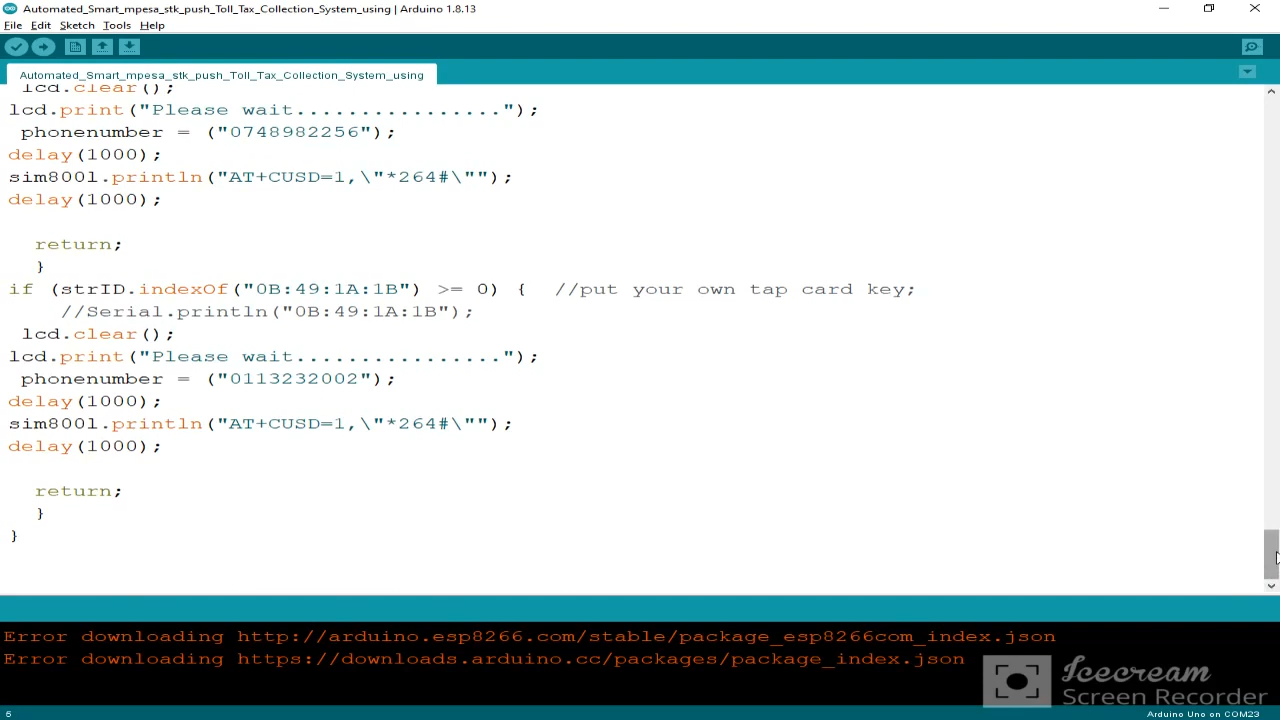 Automated_Smart_mpesa_stk_push_Toll_Tax_Collection_System_using | Arduino 1.8.13
File Edit Sketch Tools Help
Automated_Smart_mpesa_stk_push_Toll_Tax_Collection_System_using
lcd.clear();
lcd.print("Please wait................");
phonenumber = ("0748982256");
delay(1000);
sim800l.println("AT+CUSD=1,\"*264#\"");
delay(1000);
return;
}
if (strID.indexOf("0B:49:1A:1B") >= 0) { //put your own tap card key;
//Serial.println("0B:49:1A:1B");
lcd.clear();
lcd.print("Please wait................");
phonenumber = ("0113232002");
delay(1000);
sim800l.println("AT+CUSD=1,\"*264#\"");
delay(1000);
return;
}
}
Error downloading http://arduino.esp8266.com/stable/package_esp8266com_index.json
Error downloading https://downloads.arduino.cc/packages/package_index.json
Icecream
Screen Recorder
5 Arduino Uno on COM23